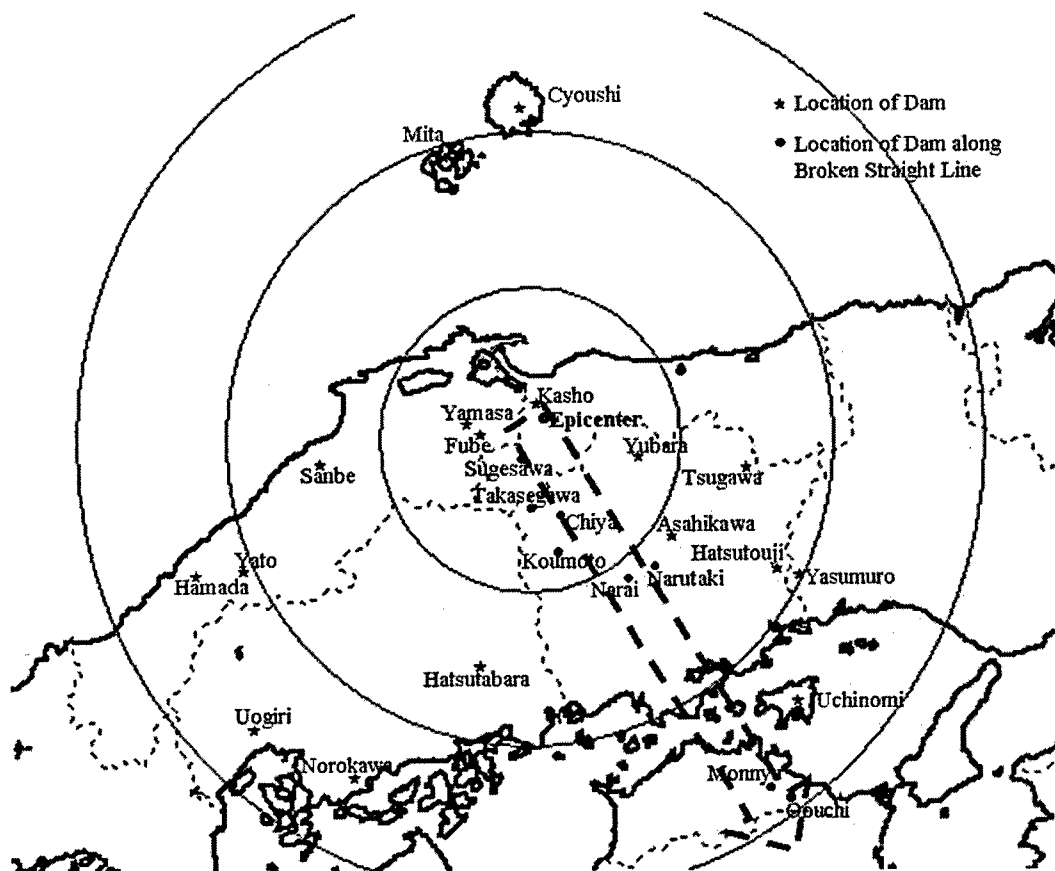 Cyoushi
★ Location of Dam
Mita
● Location of Dam along
Broken Straight Line
Kasho
Yamasa
Epicenter
Fube
Yubara
Sugesawa
Sanbe
Tsugawa
Takasegawa
Chiya
Asahikawa
Hatsutouji
Koumoto
Yato
Narutaki
Yasumuro
Hamada
Narai
Hatsutabara
Uchinomi
Uogiri
Norokawa
Monnyu
Oouchi